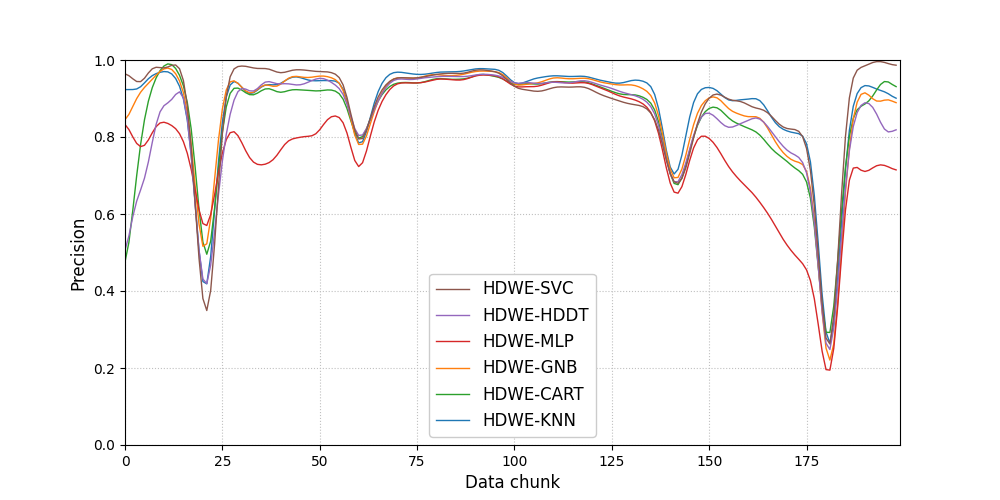 1.0
0.8
0.6
0.4
0.2
0.0
Precision
HDWE-SVC
HDWE-HDDT
HDWE-MLP
HDWE-GNB
HDWE-CART
HDWE-KNN
0 25 50 75 100 125 150 175
Data chunk